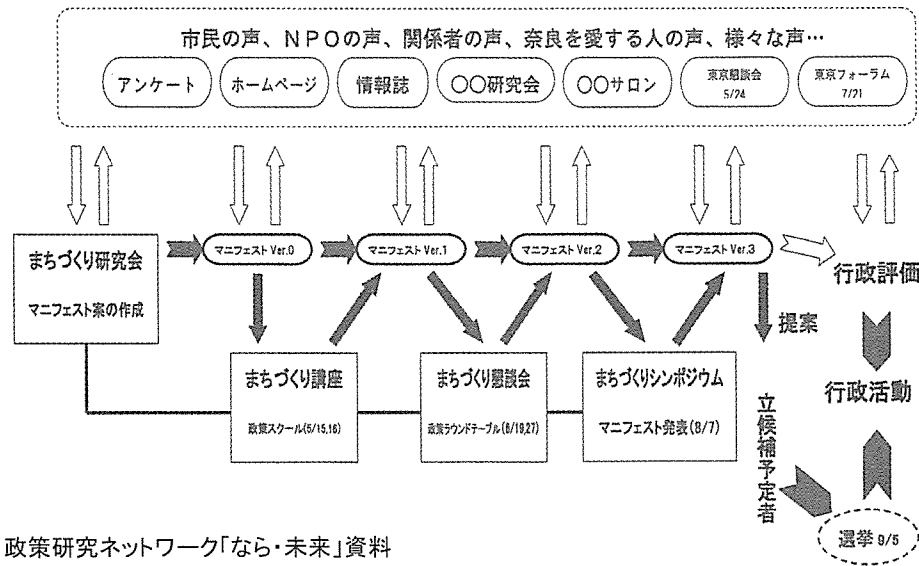 市民の声、NPOの声、関係者の声、奈良を愛する人の声、様々な声…
アンケート
ホームページ
情報誌
〇〇研究会
〇〇サロン
東京懇談会
5/24
東京フォーラム
7/21
まちづくり研究会
マニフェスト案の作成
マニフェスト Ver.0
マニフェスト Ver.1
マニフェスト Ver.2
マニフェスト Ver.3
行政評価
提案
まちづくり講座
政策スクール(5/15,16)
まちづくり懇談会
政策ラウンドテーブル(6/19,27)
まちづくりシンポジウム
マニフェスト発表(8/7)
行政活動
立候補予定者
選挙 9/5
政策研究ネットワーク「なら・未来」資料